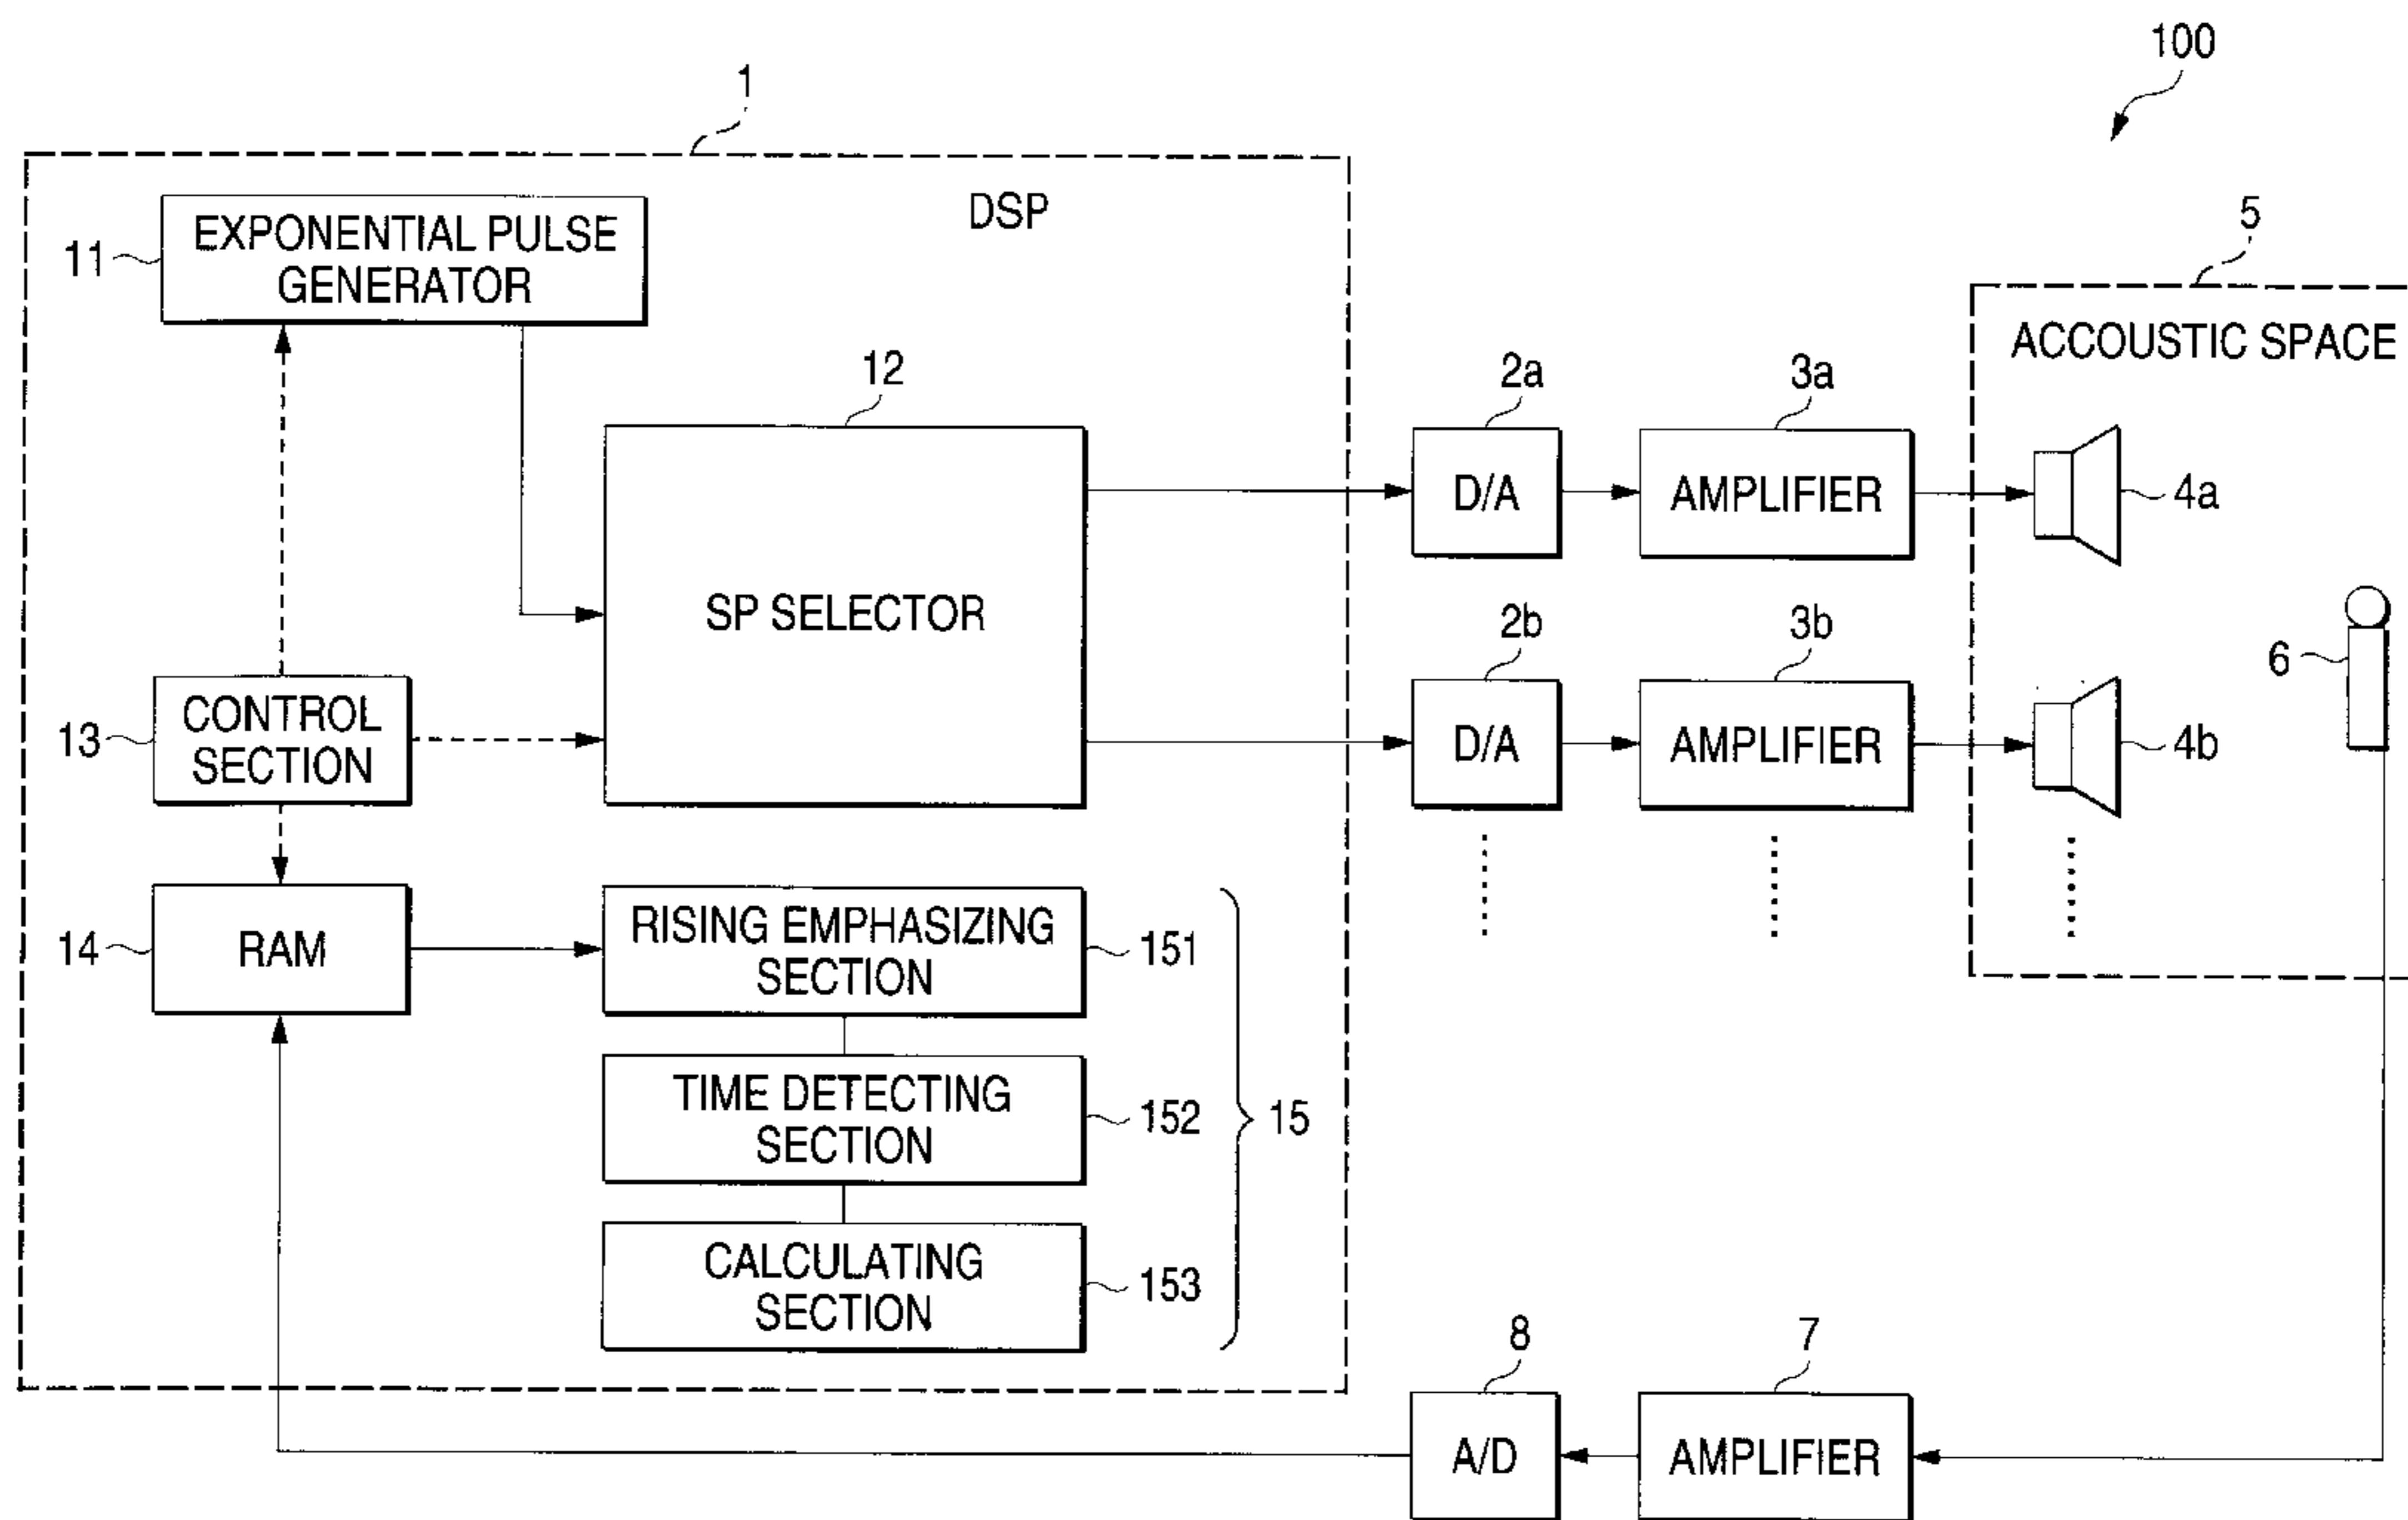 100
1
DSP
EXPONENTIAL PULSE
GENERATOR
11
5
ACCOUSTIC SPACE
12
2a
3a
SP SELECTOR
D/A
AMPLIFIER
4a
2b
3b
6
CONTROL
SECTION
13
D/A
AMPLIFIER
4b
14
RAM
RISING EMPHASIZING
SECTION
151
TIME DETECTING
SECTION
152
15
CALCULATING
SECTION
153
8
7
A/D
AMPLIFIER